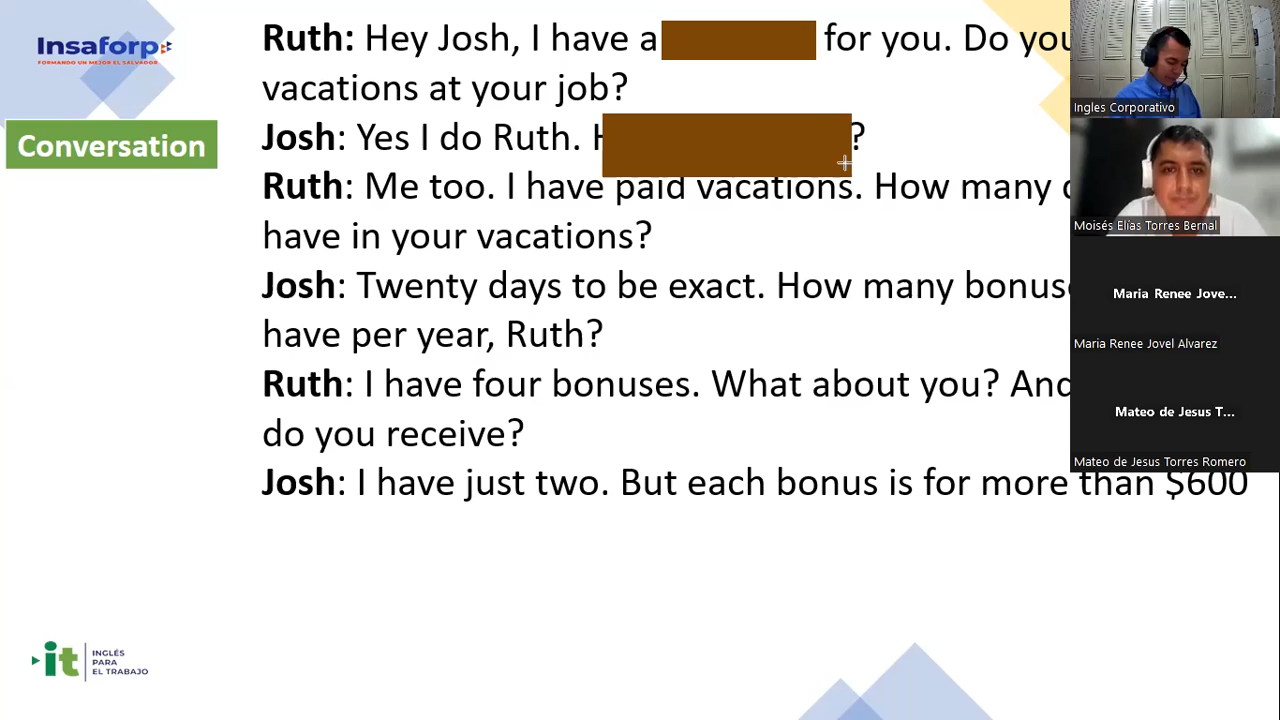 Insaforp
FORMANDO UN MEJOR EL SALVADOR
Conversation
Ruth: Hey Josh, I have a for you. Do you
vacations at your job?
Josh: Yes I do Ruth. ?
Ruth: Me too. I have paid vacations. How many
have in your vacations?
Josh: Twenty days to be exact. How many
have per year, Ruth?
Ruth: I have four bonuses. What about you? And
do you receive?
Josh: I have just two. But each bonus is for more than $600
it
INGLÉS
PARA
EL TRABAJO
Ingles Corporativo
Moisés Elías Torres Bernal
Maria Renee Jove...
Maria Renee Jovel Alvarez
Mateo de Jesus T...
Mateo de Jesus Torres Romero